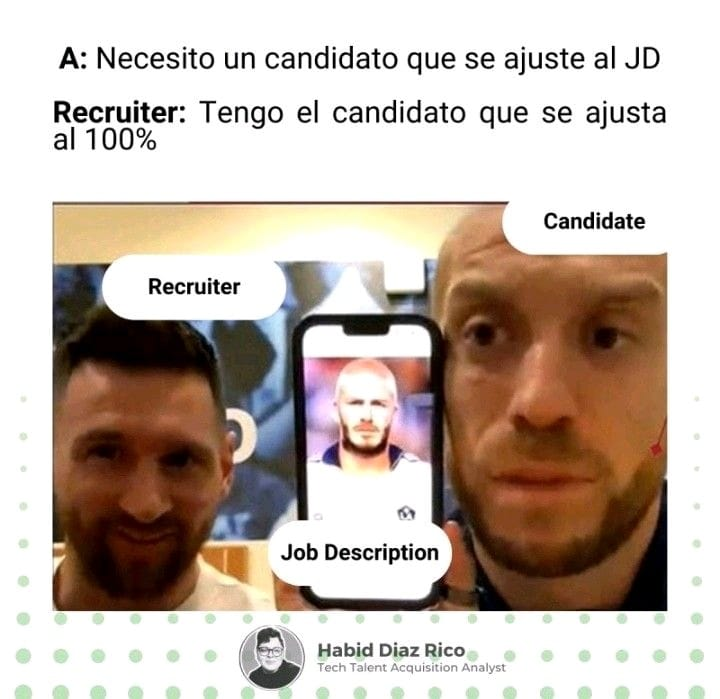 A: Necesito un candidato que se ajuste al JD
Recruiter: Tengo el candidato que se ajusta
al 100%
Candidate
Recruiter
Job Description
Habid Diaz Rico
Tech Talent Acquisition Analyst